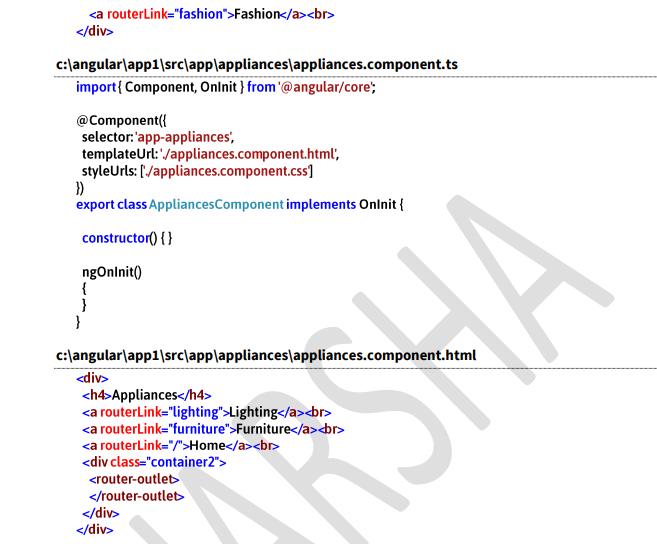 <a routerLink="fashion">Fashion</a><br>
</div>
c:\angular\app1\src\app\appliances\appliances.component.ts
import { Component, OnInit } from '@angular/core';
@Component({
selector: 'app-appliances',
templateUrl: './appliances.component.html',
styleUrls: ['./appliances.component.css']
})
export class AppliancesComponent implements OnInit {
constructor() { }
ngOnInit()
{
}
}
c:\angular\app1\src\app\appliances\appliances.component.html
<div>
<h4>Appliances</h4>
<a routerLink="lighting">Lighting</a><br>
<a routerLink="furniture">Furniture</a><br>
<a routerLink="/">Home</a><br>
<div class="container2">
<router-outlet>
</router-outlet>
</div>
</div>
ARSHA